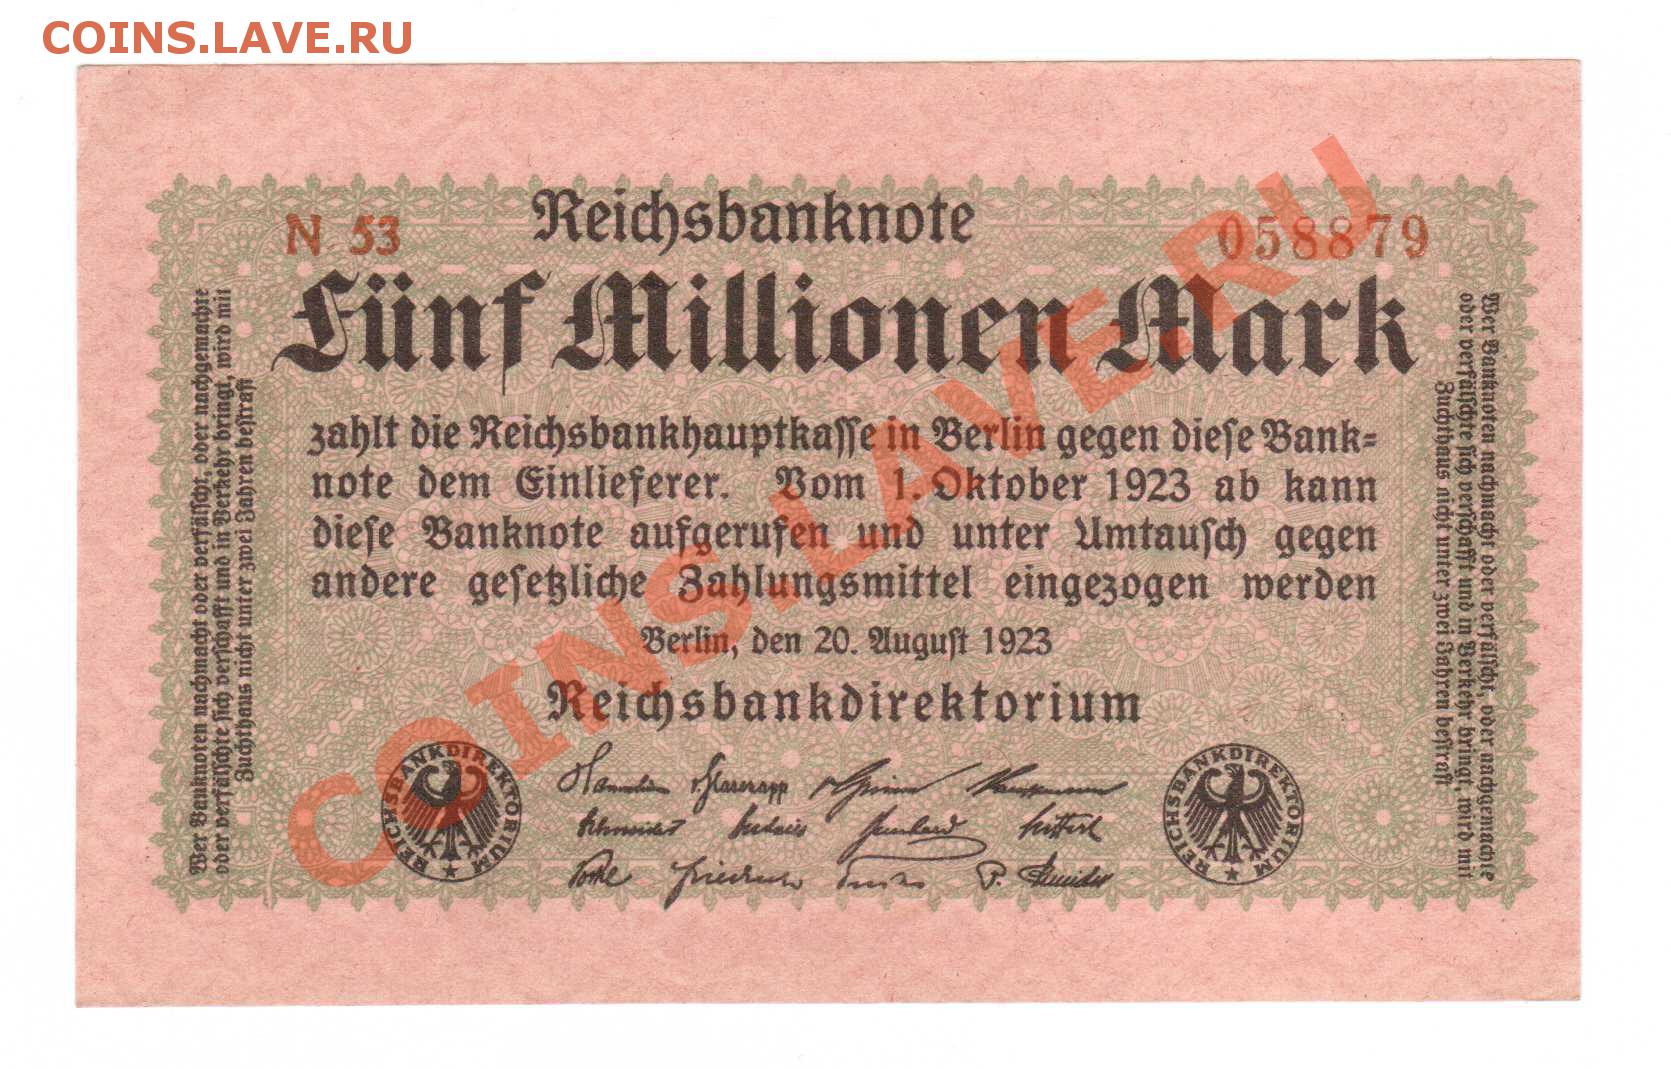 COINS.LAVE.RU
Reichsbanknote
N 53
058879
Fünf Millionen Mark
zahlt die Reichsbankhauptkasse in Berlin gegen diese Bank=
note dem Einlieferer. Vom 1. Oktober 1923 ab kann
diese Banknote aufgerufen und unter Umtausch gegen
andere gesetzliche Zahlungsmittel eingezogen werden
Berlin, den 20. August 1923
Reichsbankdirektorium
REICHSBANKDIREKTORIUM
v. Glasenapp
REICHSBANKDIREKTORIUM
Wer Banknoten nachmacht oder verfälscht, oder nachgemachte
oder verfälschte sich verschafft und in Verkehr bringt, wird mit
Zuchthaus nicht unter zwei Jahren bestraft
Wer Banknoten nachmacht oder verfälscht, oder nachgemachte
oder verfälschte sich verschafft und in Verkehr bringt, wird mit
Zuchthaus nicht unter zwei Jahren bestraft
COINS.LAVE.RU